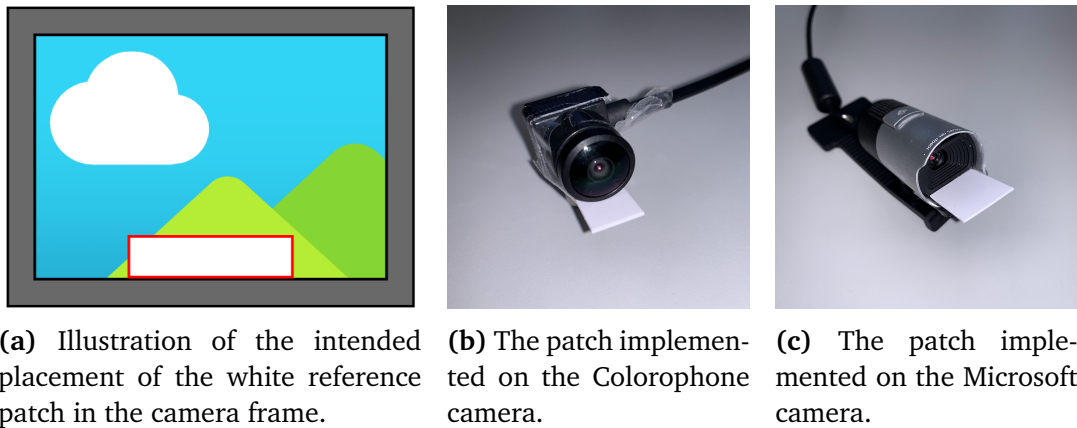 (a) Illustration of the intended
placement of the white reference
patch in the camera frame.
(b) The patch implemen-
ted on the Colorophone
camera.
(c) The patch imple-
mented on the Microsoft
camera.